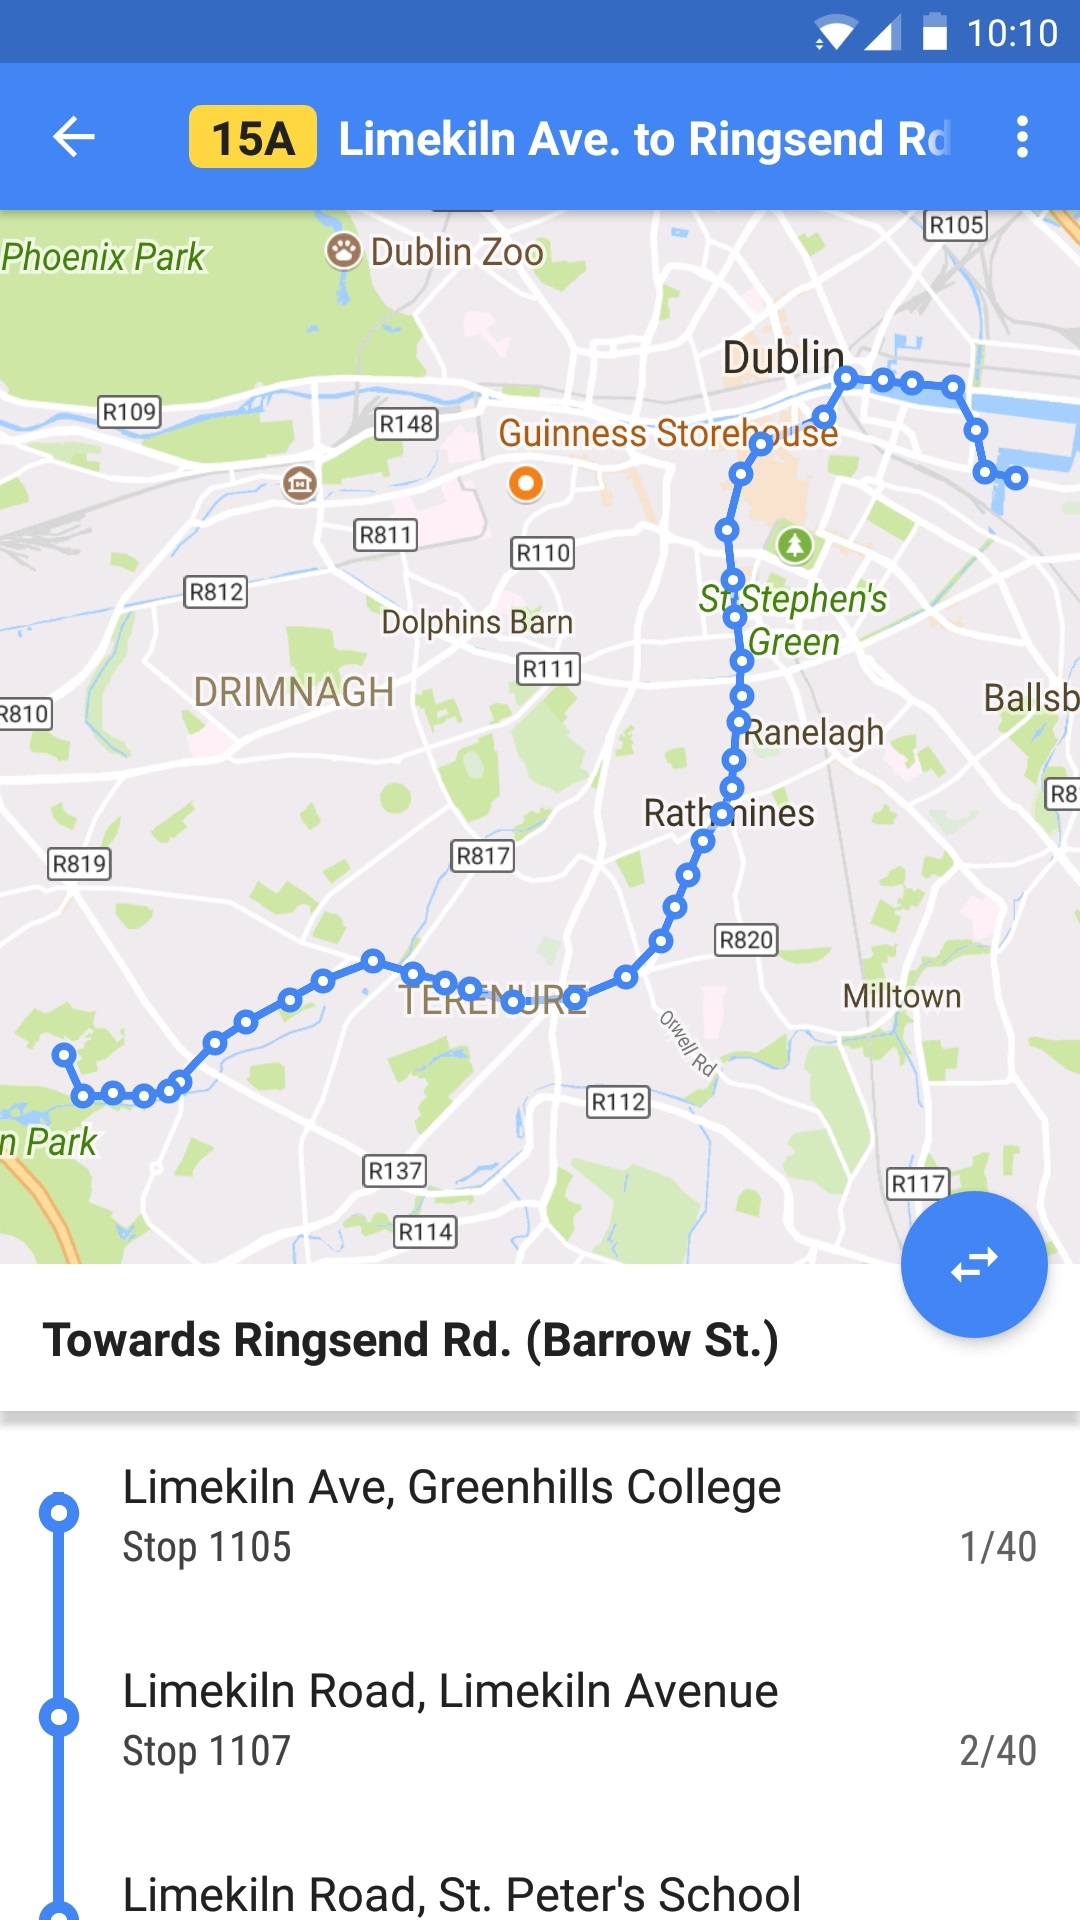 10:10
15A Limekiln Ave. to Ringsend Rd
R105
Phoenix Park
Dublin Zoo
Dublin
R109
R148
Guinness Storehouse
R811
R110
R812
St Stephen's
Green
Dolphins Barn
R111
DRIMNAGH
R810
Ballsb
Ranelagh
R8
Rathmines
R819
R817
R820
TERENURE
Milltown
Orwell Rd
R112
n Park
R137
R117
R114
Towards Ringsend Rd. (Barrow St.)
Limekiln Ave, Greenhills College
Stop 1105 1/40
Limekiln Road, Limekiln Avenue
Stop 1107 2/40
Limekiln Road, St. Peter's School